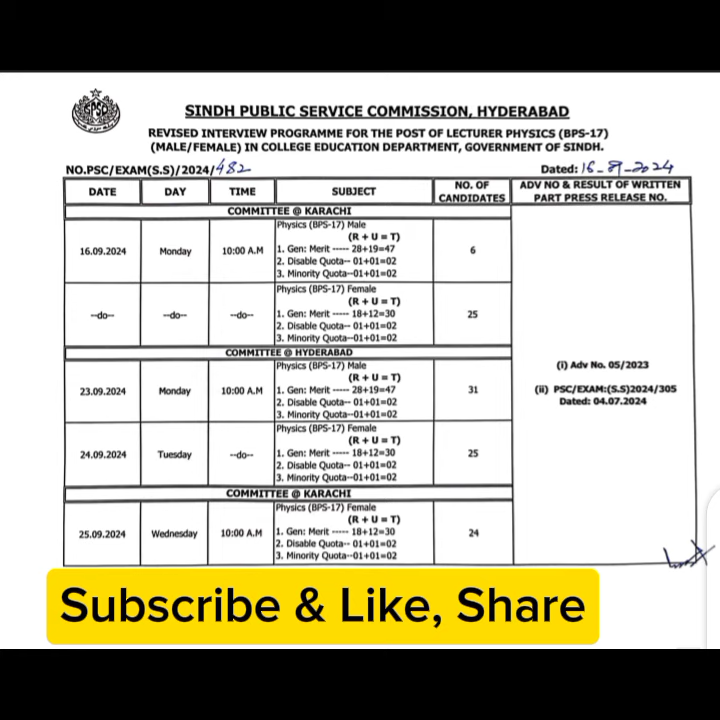 SPSC
SINDH PUBLIC SERVICE COMMISSION, HYDERABAD
REVISED INTERVIEW PROGRAMME FOR THE POST OF LECTURER PHYSICS (BPS-17)
(MALE/FEMALE) IN COLLEGE EDUCATION DEPARTMENT, GOVERNMENT OF SINDH.
NO.PSC/EXAM(S.S)/2024/482 Dated:
DATE DAY TIME SUBJECT NO. OF CANDIDATES ADV NO & RESULT OF WRITTEN PART PRESS RELEASE NO.
COMMITTEE @ KARACHI
16.09.2024 Monday 10:00 A.M 6
Physics (BPS-17) Male
(R + U = T)
1. Gen: Merit ----- 28+19=47
2. Disable Quota-- 01+01=02
3. Minority Quota--01+01=02
--do-- --do-- --do-- 25
Physics (BPS-17) Female
(R + U = T)
1. Gen: Merit ----- 18+12=30
2. Disable Quota-- 01+01=02
3. Minority Quota--01+01=02
COMMITTEE @ HYDERABAD
23.09.2024 Monday 10:00 A.M 31
Physics (BPS-17) Male
(R + U = T)
1. Gen: Merit ----- 28+19=47
2. Disable Quota-- 01+01=02
3. Minority Quota--01+01=02
24.09.2024 Tuesday --do-- 25
Physics (BPS-17) Female
(R + U = T)
1. Gen: Merit ----- 18+12=30
2. Disable Quota-- 01+01=02
3. Minority Quota--01+01=02
COMMITTEE @ KARACHI
25.09.2024 Wednesday 10:00 A.M 24
Physics (BPS-17) Female
(R + U = T)
1. Gen: Merit ----- 18+12=30
2. Disable Quota-- 01+01=02
3. Minority Quota--01+01=02
(i) Adv No. 05/2023
(ii) PSC/EXAM:(S.S)2024/305
Dated: 04.07.2024
Subscribe & Like, Share